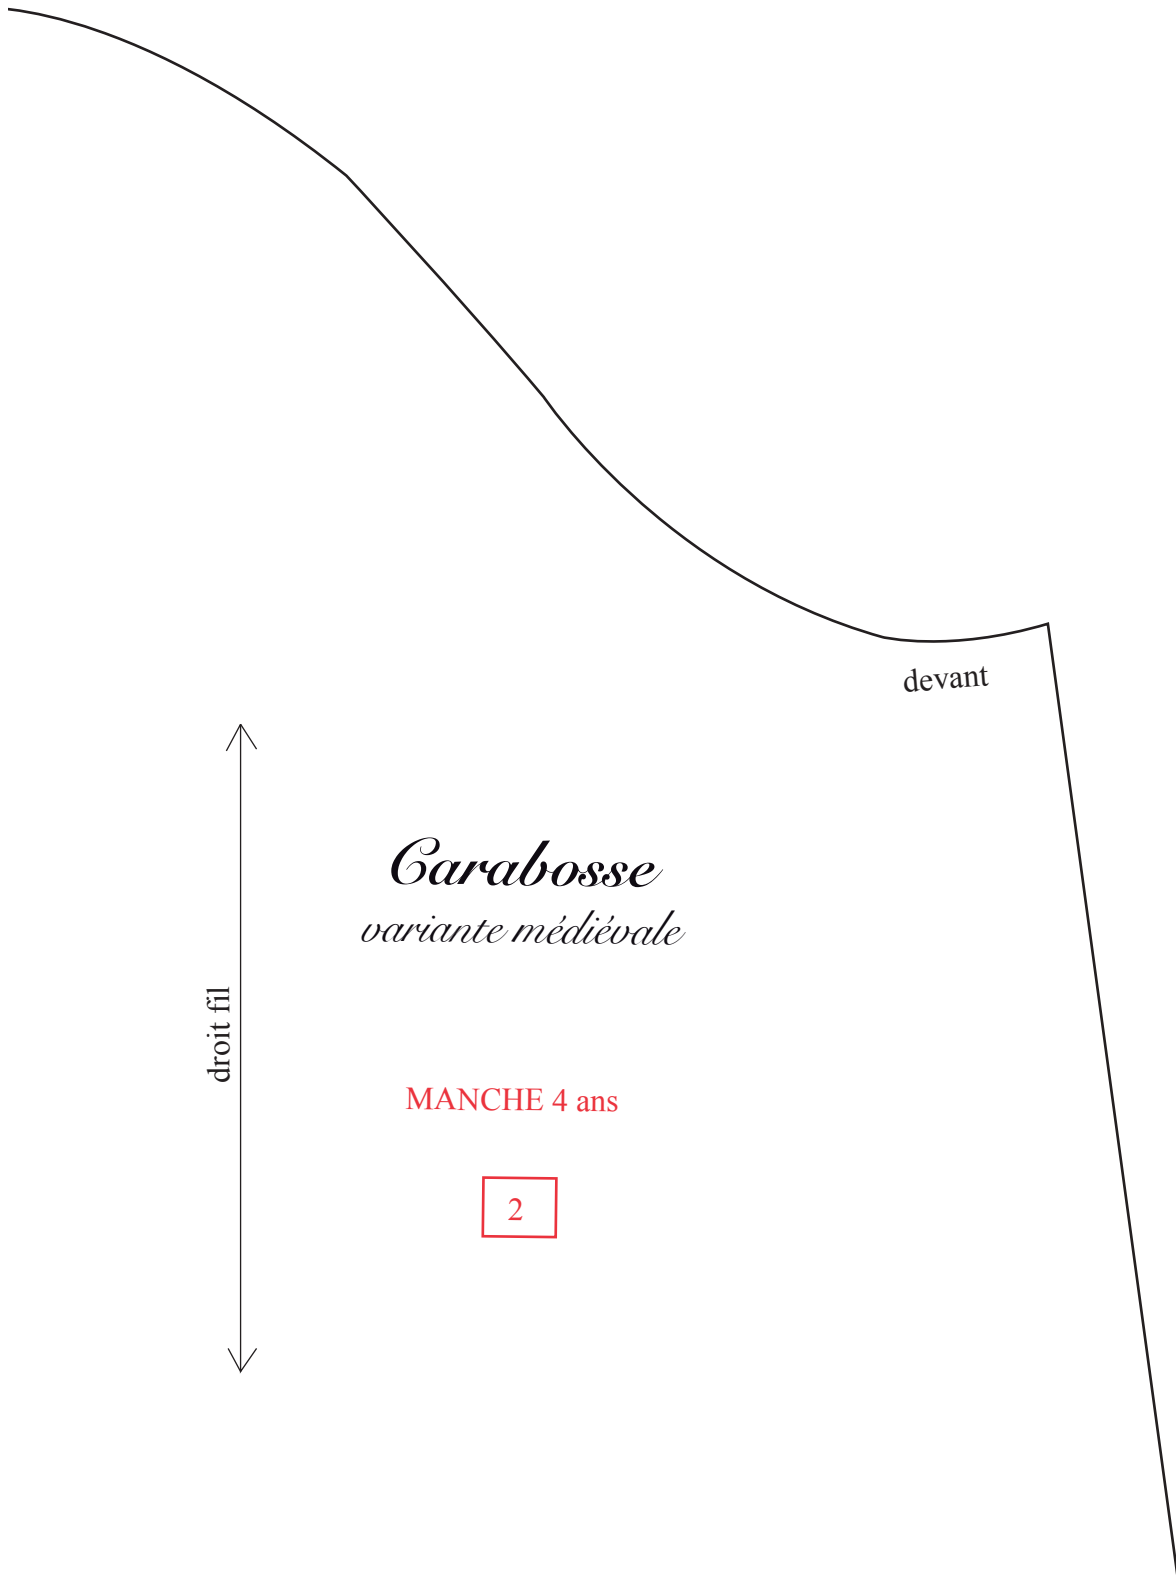 devant
Carabosse
variante médiévale
droit fil
MANCHE 4 ans
2